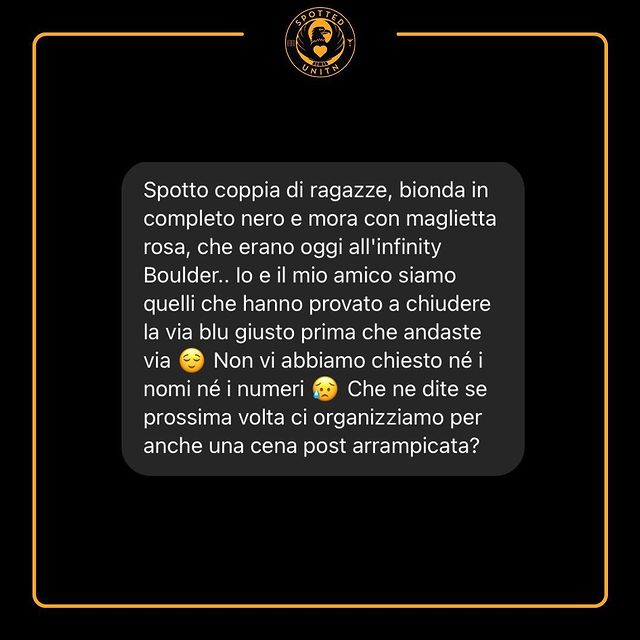 SPOTTED
UNITN
Spotto coppia di ragazze, bionda in
completo nero e mora con maglietta
rosa, che erano oggi all'infinity
Boulder.. Io e il mio amico siamo
quelli che hanno provato a chiudere
la via blu giusto prima che andaste
via 😌 Non vi abbiamo chiesto né i
nomi né i numeri 😥 Che ne dite se
prossima volta ci organizziamo per
anche una cena post arrampicata?